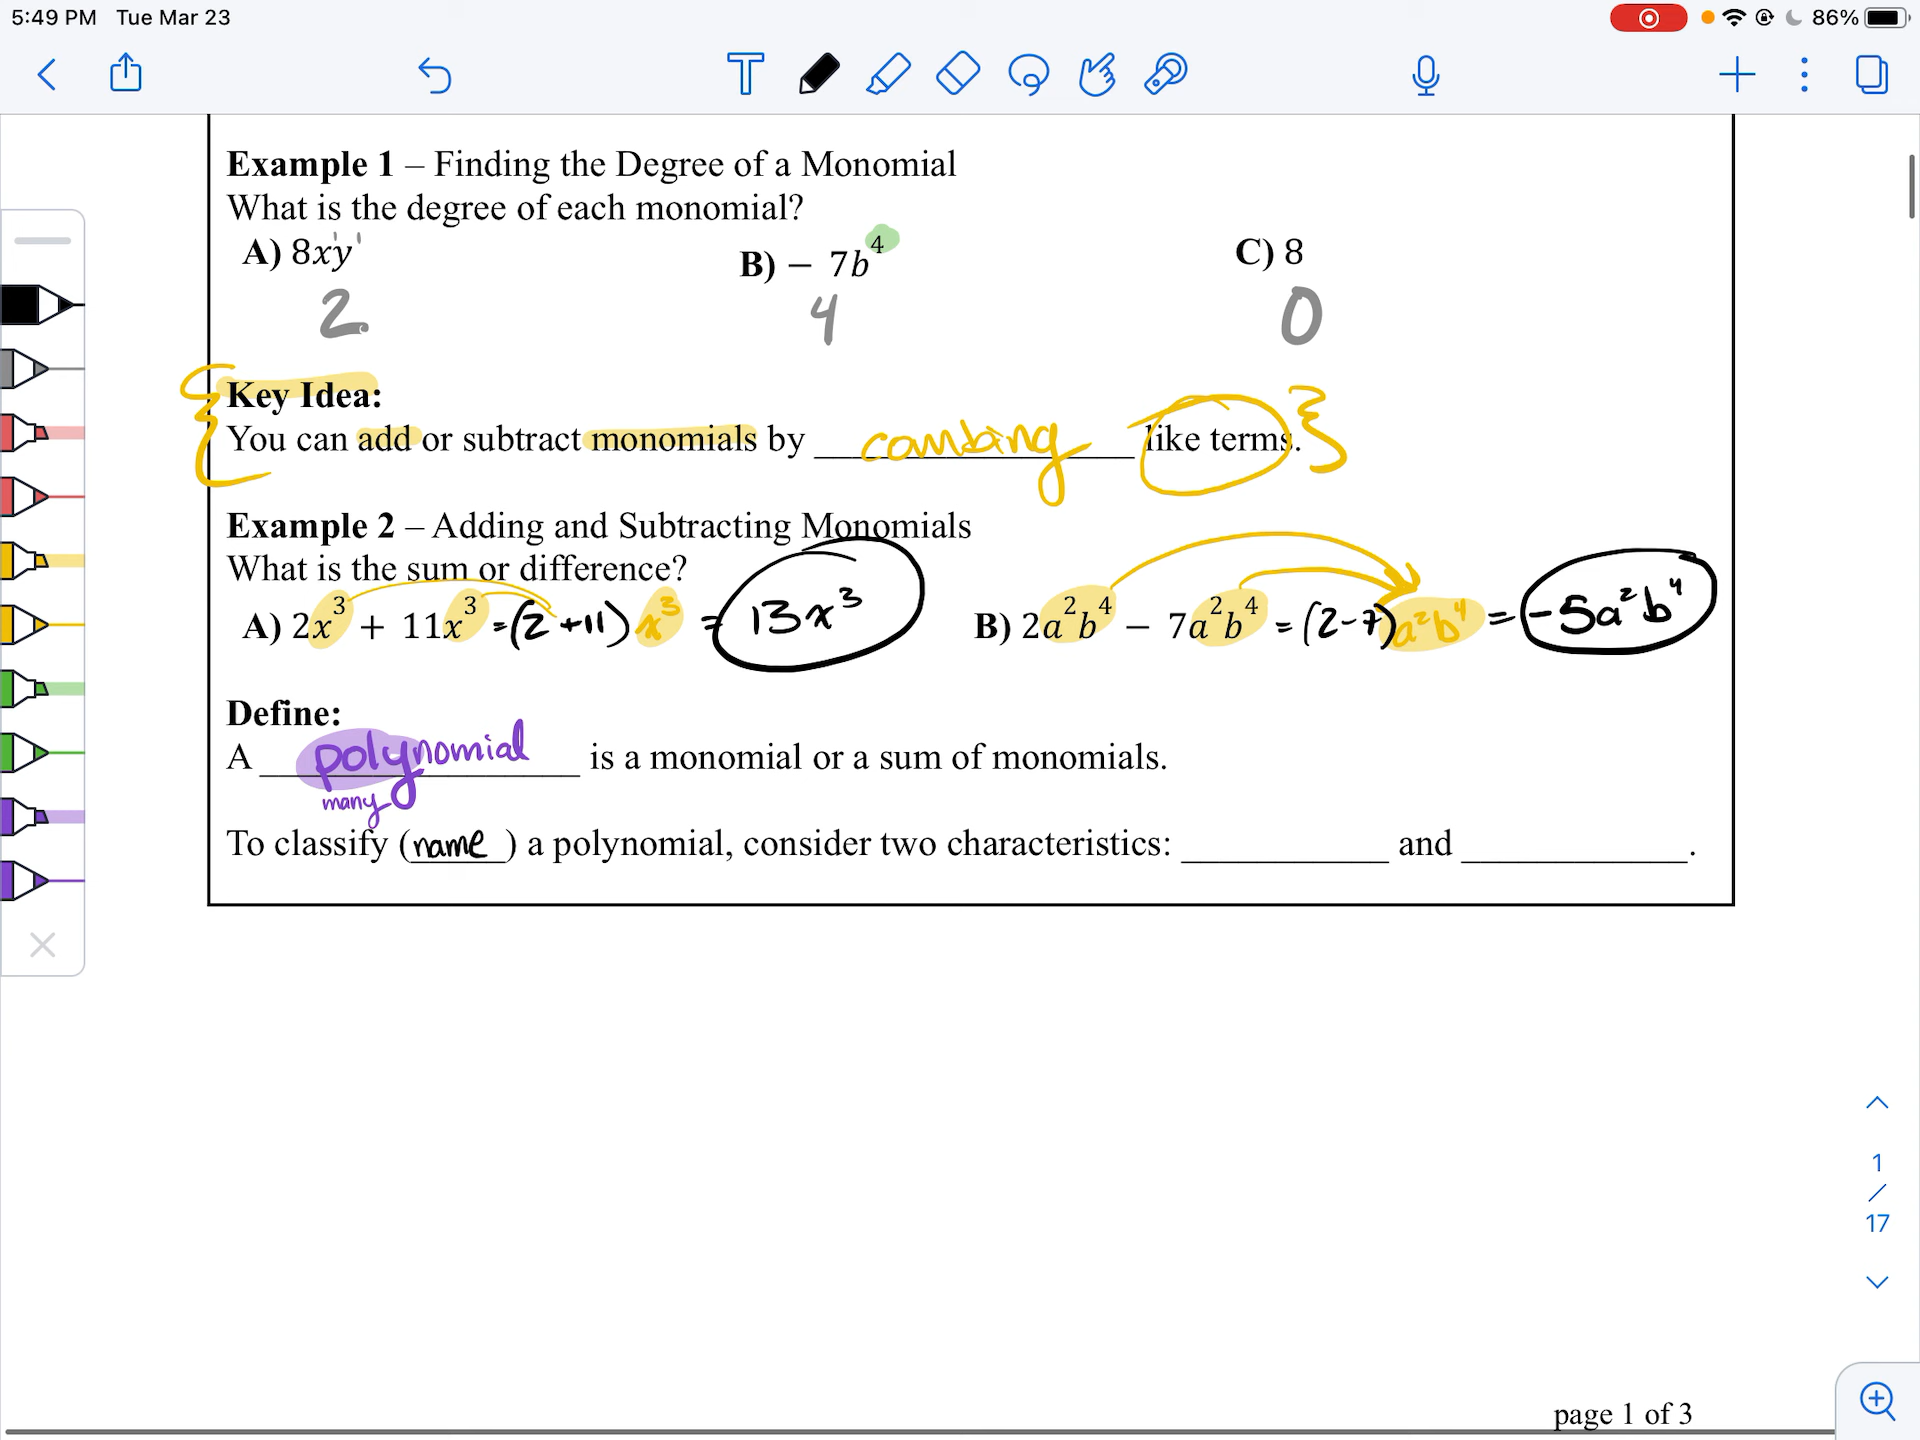 5:49 PM Tue Mar 23 86%
T
Example 1 – Finding the Degree of a Monomial
What is the degree of each monomial?
A) 8x¹y¹ B) – 7b⁴ C) 8
2 4 0
Key Idea:
You can add or subtract monomials by combing like terms.
Example 2 – Adding and Subtracting Monomials
What is the sum or difference?
A) 2x³ + 11x³ = (2+11) x³ = 13x³ B) 2a²b⁴ – 7a²b⁴ = (2-7)a²b⁴ = -5a²b⁴
Define:
A polynomial is a monomial or a sum of monomials.
many
To classify (name) a polynomial, consider two characteristics: ___________ and ____________.
1
/
17
page 1 of 3